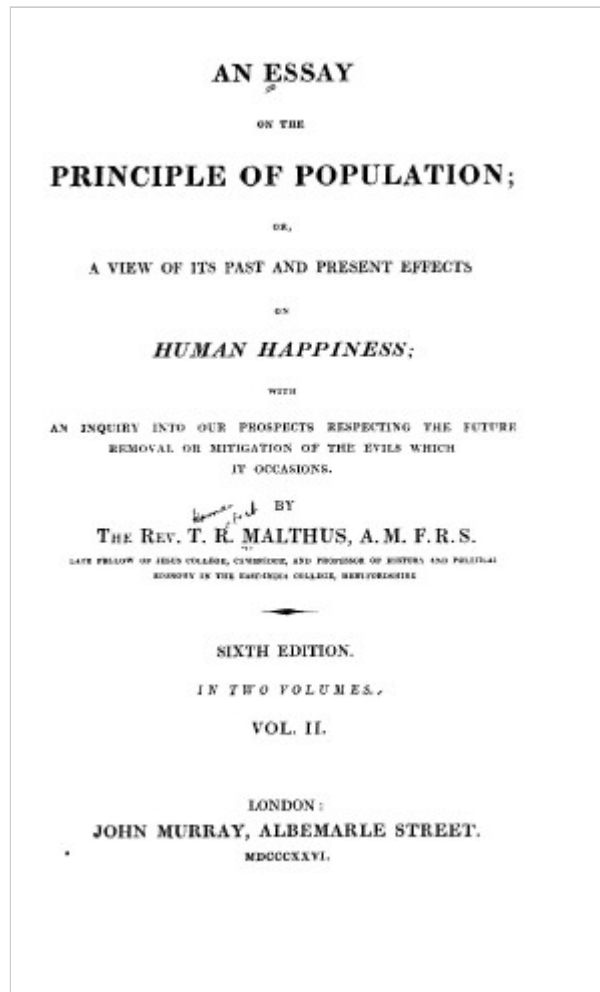 AN ESSAY
ON THE
PRINCIPLE OF POPULATION;
OR,
A VIEW OF ITS PAST AND PRESENT EFFECTS
ON
HUMAN HAPPINESS;
WITH
AN INQUIRY INTO OUR PROSPECTS RESPECTING THE FUTURE
REMOVAL OR MITIGATION OF THE EVILS WHICH
IT OCCASIONS.
BY
THE REV. T. R. MALTHUS, A.M. F.R.S.
LATE FELLOW OF JESUS COLLEGE, CAMBRIDGE, AND PROFESSOR OF HISTORY AND POLITICAL
ECONOMY IN THE EAST-INDIA COLLEGE, HERTFORDSHIRE
SIXTH EDITION.
IN TWO VOLUMES.
VOL. II.
LONDON:
JOHN MURRAY, ALBEMARLE STREET.
MDCCCXXVI.